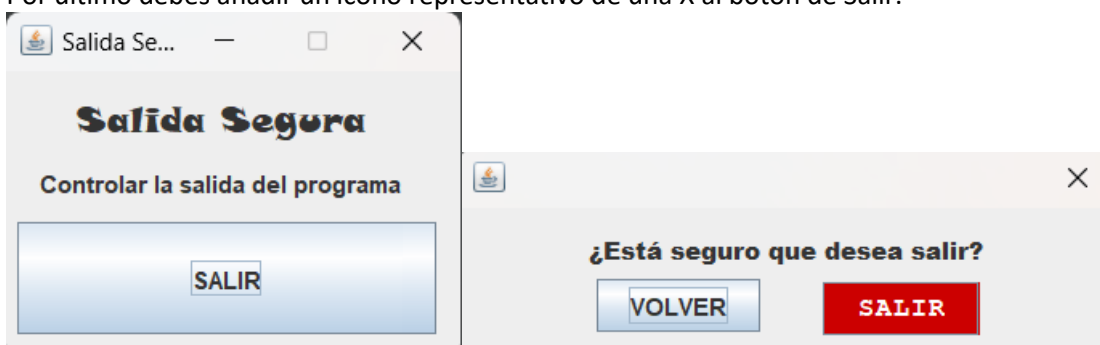 Por último debes añadir un icono representativo de una X al botón de Salir.
Salida Se...
Salida Segura
Controlar la salida del programa
SALIR
¿Está seguro que desea salir?
VOLVER
SALIR